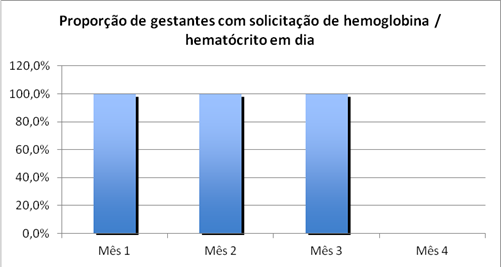 Proporção de gestantes com solicitação de hemoglobina /
hematócrito em dia
120,0%
100,0%
80,0%
60,0%
40,0%
20,0%
0,0%
Mês 1 Mês 2 Mês 3 Mês 4